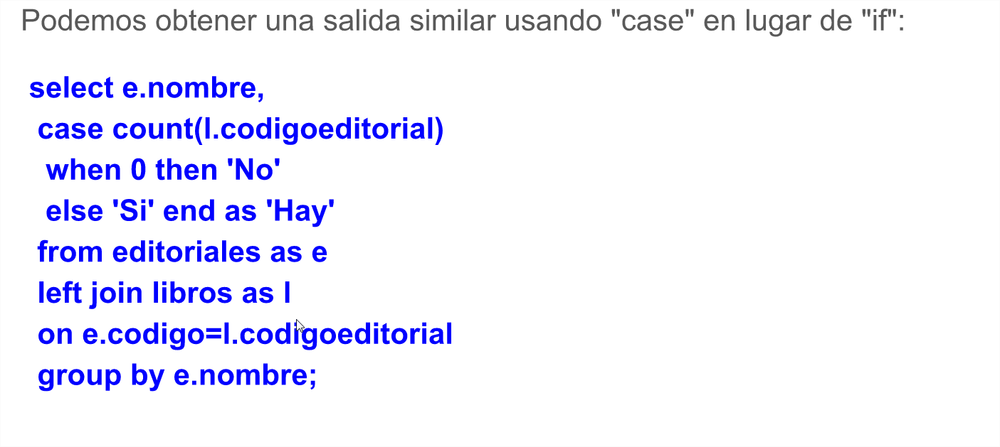 Podemos obtener una salida similar usando "case" en lugar de "if":
select e.nombre,
case count(l.codigoeditorial)
when 0 then 'No'
else 'Si' end as 'Hay'
from editoriales as e
left join libros as l
on e.codigo=l.codigoeditorial
group by e.nombre;